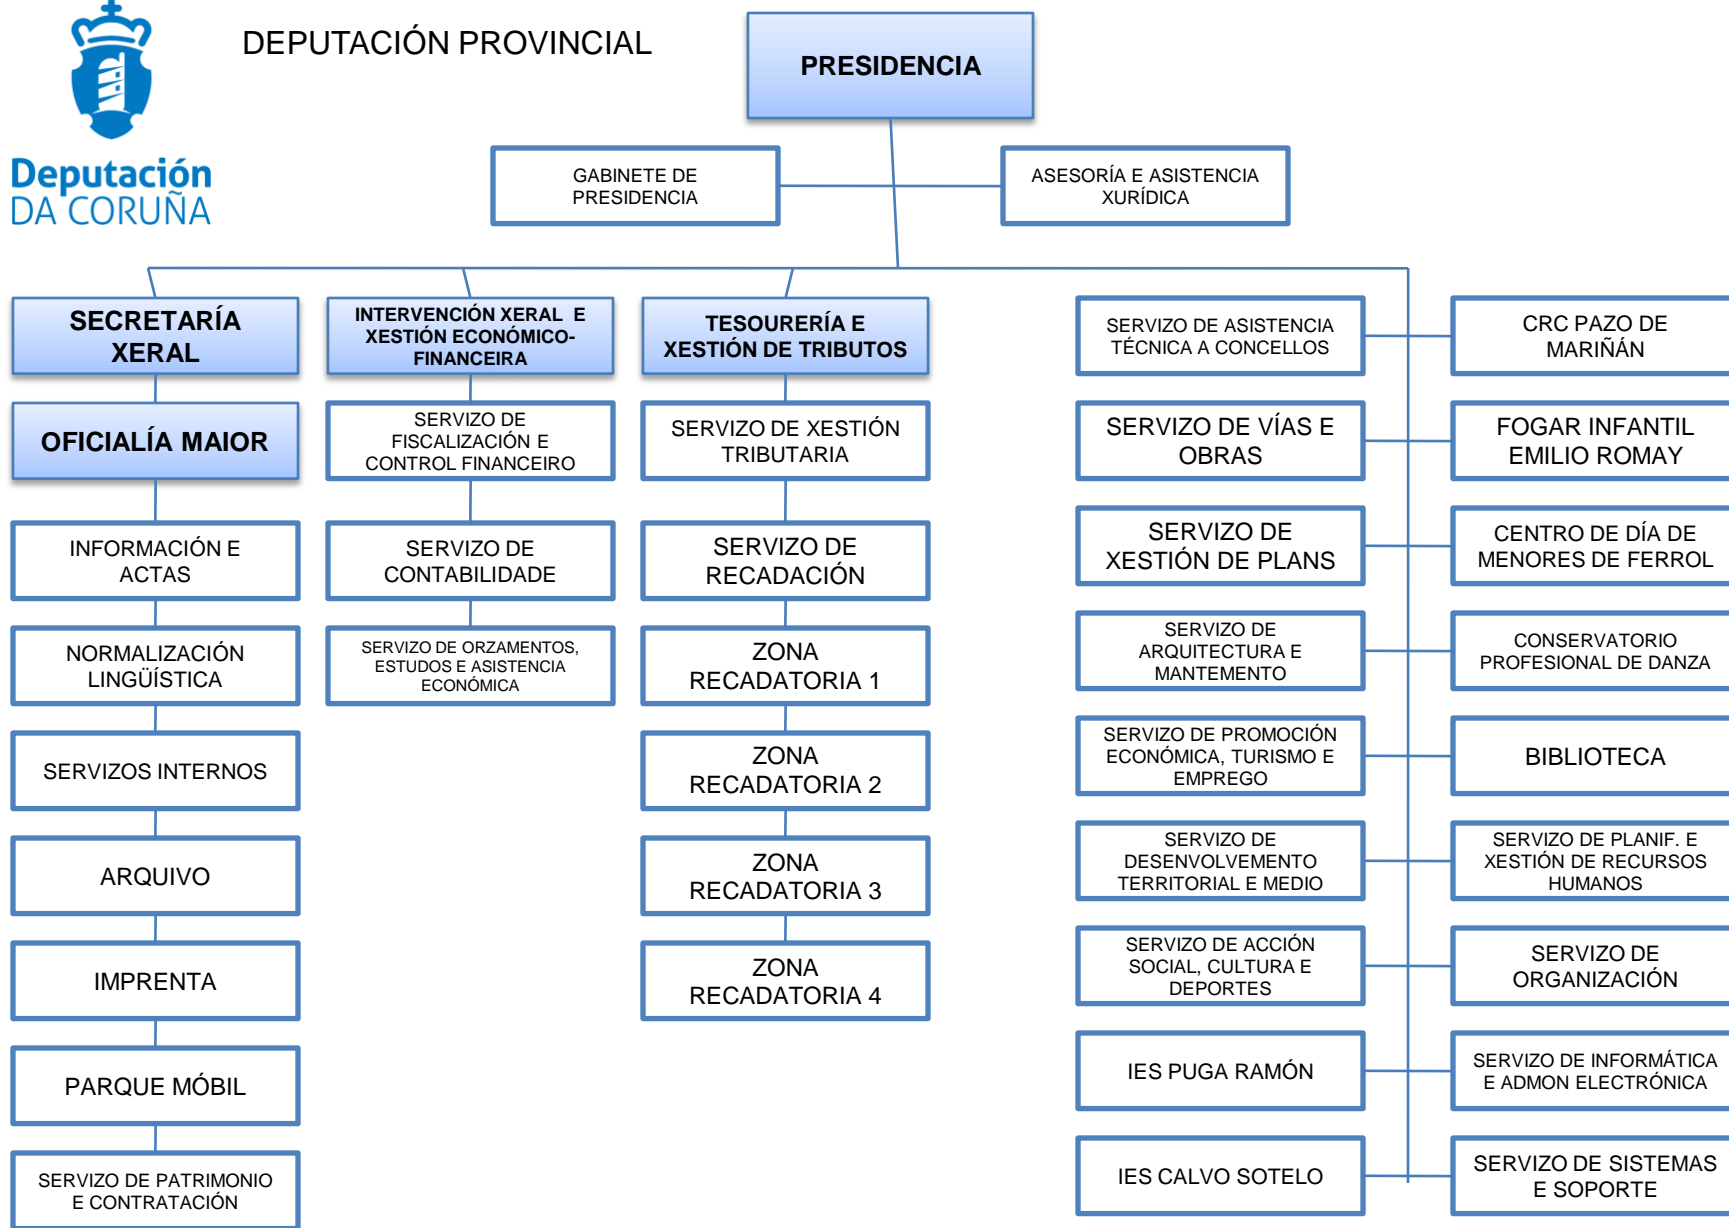 DEPUTACIÓN PROVINCIAL
Deputación
DA CORUÑA
PRESIDENCIA
GABINETE DE
PRESIDENCIA
ASESORÍA E ASISTENCIA
XURÍDICA
SECRETARÍA
XERAL
OFICIALÍA MAIOR
INFORMACIÓN E
ACTAS
NORMALIZACIÓN
LINGÜÍSTICA
SERVIZOS INTERNOS
ARQUIVO
IMPRENTA
PARQUE MÓBIL
SERVIZO DE PATRIMONIO
E CONTRATACIÓN
INTERVENCIÓN XERAL E
XESTIÓN ECONÓMICO-
FINANCEIRA
SERVIZO DE
FISCALIZACIÓN E
CONTROL FINANCEIRO
SERVIZO DE
CONTABILIDADE
SERVIZO DE ORZAMENTOS,
ESTUDOS E ASISTENCIA
ECONÓMICA
TESOURERÍA E
XESTIÓN DE TRIBUTOS
SERVIZO DE XESTIÓN
TRIBUTARIA
SERVIZO DE
RECADACIÓN
ZONA
RECADATORIA 1
ZONA
RECADATORIA 2
ZONA
RECADATORIA 3
ZONA
RECADATORIA 4
SERVIZO DE ASISTENCIA
TÉCNICA A CONCELLOS
SERVIZO DE VÍAS E
OBRAS
SERVIZO DE
XESTIÓN DE PLANS
SERVIZO DE
ARQUITECTURA E
MANTEMENTO
SERVIZO DE PROMOCIÓN
ECONÓMICA, TURISMO E
EMPREGO
SERVIZO DE
DESENVOLVEMENTO
TERRITORIAL E MEDIO
SERVIZO DE ACCIÓN
SOCIAL, CULTURA E
DEPORTES
IES PUGA RAMÓN
IES CALVO SOTELO
CRC PAZO DE
MARIÑÁN
FOGAR INFANTIL
EMILIO ROMAY
CENTRO DE DÍA DE
MENORES DE FERROL
CONSERVATORIO
PROFESIONAL DE DANZA
BIBLIOTECA
SERVIZO DE PLANIF. E
XESTIÓN DE RECURSOS
HUMANOS
SERVIZO DE
ORGANIZACIÓN
SERVIZO DE INFORMÁTICA
E ADMON ELECTRÓNICA
SERVIZO DE SISTEMAS
E SOPORTE